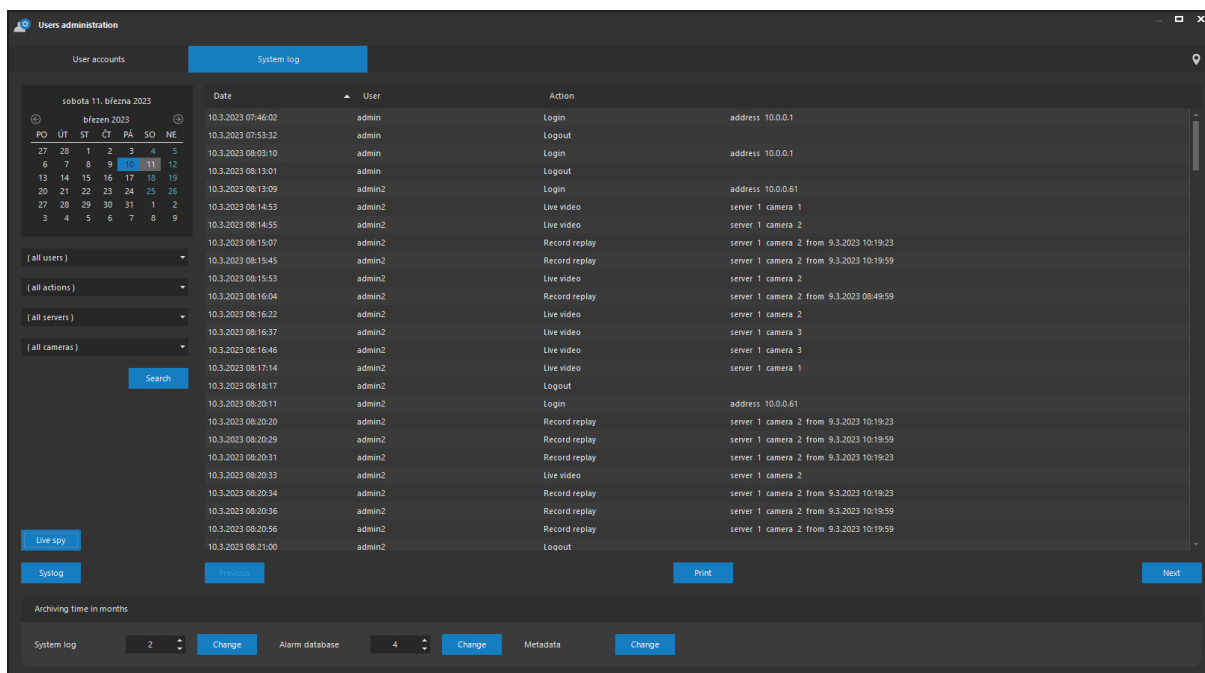 Users administration
User accounts System log
sobota 11. března 2023
březen 2023
PO ÚT ST ČT PÁ SO NE
27 28 1 2 3 4 5
6 7 8 9 10 11 12
13 14 15 16 17 18 19
20 21 22 23 24 25 26
27 28 29 30 31 1 2
3 4 5 6 7 8 9
( all users )
( all actions )
( all servers )
( all cameras )
Search
Live spy
Syslog
Date User Action
10.3.2023 07:46:02 admin Login address 10.0.0.1
10.3.2023 07:53:32 admin Logout
10.3.2023 08:03:10 admin Login address 10.0.0.1
10.3.2023 08:13:01 admin Logout
10.3.2023 08:13:09 admin2 Login address 10.0.0.61
10.3.2023 08:14:53 admin2 Live video server 1 camera 1
10.3.2023 08:14:55 admin2 Live video server 1 camera 2
10.3.2023 08:15:07 admin2 Record replay server 1 camera 2 from 9.3.2023 10:19:23
10.3.2023 08:15:45 admin2 Record replay server 1 camera 2 from 9.3.2023 10:19:59
10.3.2023 08:15:53 admin2 Live video server 1 camera 2
10.3.2023 08:16:04 admin2 Record replay server 1 camera 2 from 9.3.2023 08:49:59
10.3.2023 08:16:22 admin2 Live video server 1 camera 2
10.3.2023 08:16:37 admin2 Live video server 1 camera 3
10.3.2023 08:16:46 admin2 Live video server 1 camera 3
10.3.2023 08:17:14 admin2 Live video server 1 camera 1
10.3.2023 08:18:17 admin2 Logout
10.3.2023 08:20:11 admin2 Login address 10.0.0.61
10.3.2023 08:20:20 admin2 Record replay server 1 camera 2 from 9.3.2023 10:19:23
10.3.2023 08:20:29 admin2 Record replay server 1 camera 2 from 9.3.2023 10:19:59
10.3.2023 08:20:31 admin2 Record replay server 1 camera 2 from 9.3.2023 10:19:23
10.3.2023 08:20:33 admin2 Live video server 1 camera 2
10.3.2023 08:20:34 admin2 Record replay server 1 camera 2 from 9.3.2023 10:19:23
10.3.2023 08:20:36 admin2 Record replay server 1 camera 2 from 9.3.2023 10:19:59
10.3.2023 08:20:56 admin2 Record replay server 1 camera 2 from 9.3.2023 10:19:59
10.3.2023 08:21:00 admin2 Logout
Previous Print Next
Archiving time in months
System log 2 Change Alarm database 4 Change Metadata Change